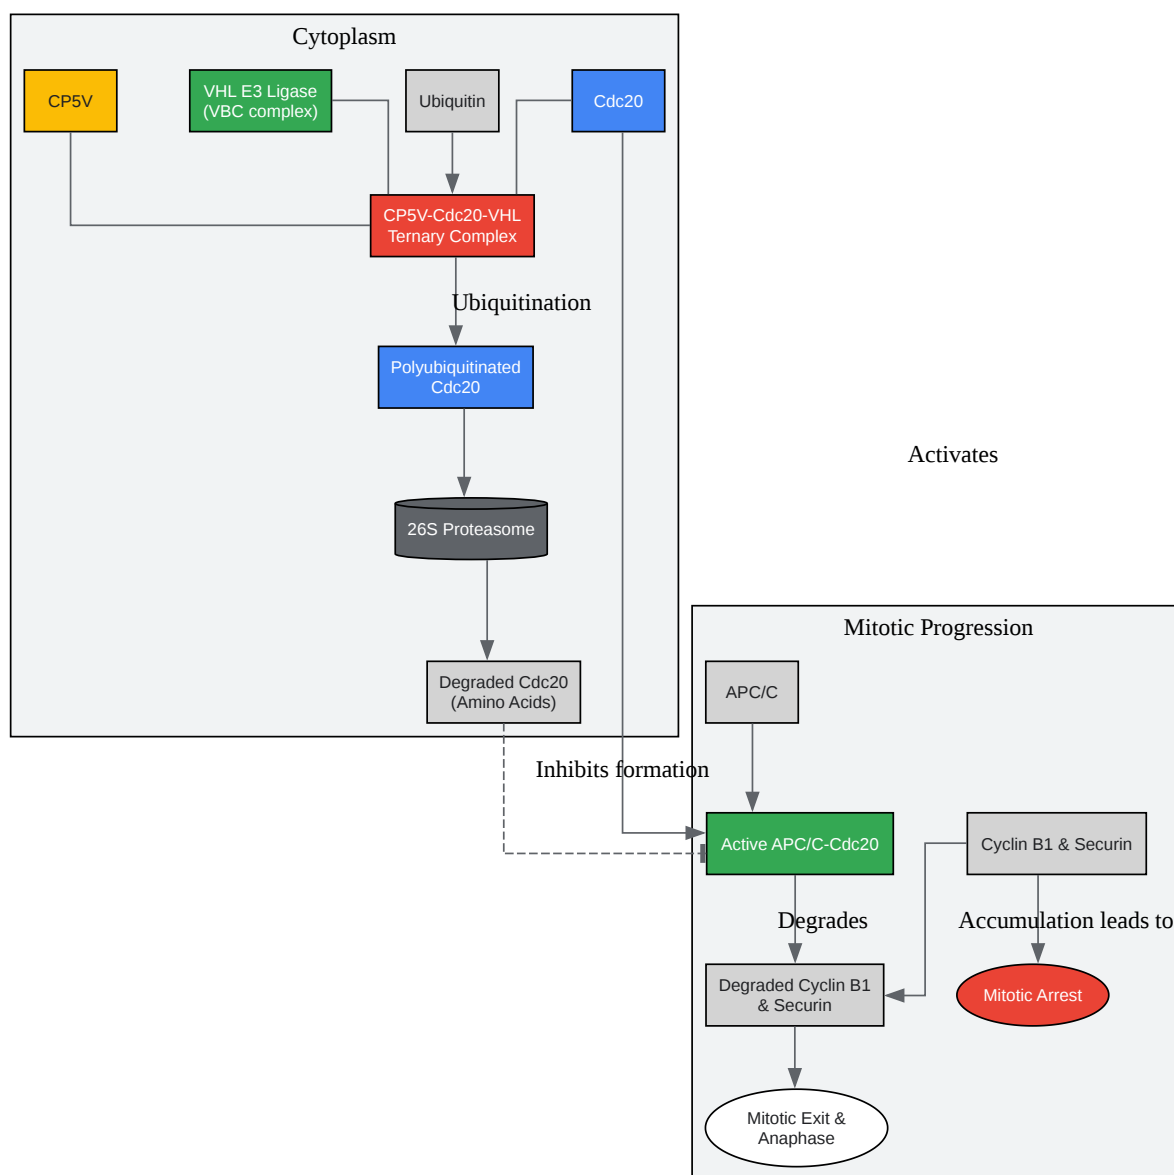 Cytoplasm
CP5V
VHL E3 Ligase
(VBC complex)
Ubiquitin
Cdc20
CP5V-Cdc20-VHL
Ternary Complex
Ubiquitination
Polyubiquitinated
Cdc20
Activates
26S Proteasome
Mitotic Progression
Degraded Cdc20
(Amino Acids)
APC/C
Inhibits formation
Active APC/C-Cdc20
Cyclin B1 & Securin
Degrades
Accumulation leads to
Degraded Cyclin B1
& Securin
Mitotic Arrest
Mitotic Exit &
Anaphase